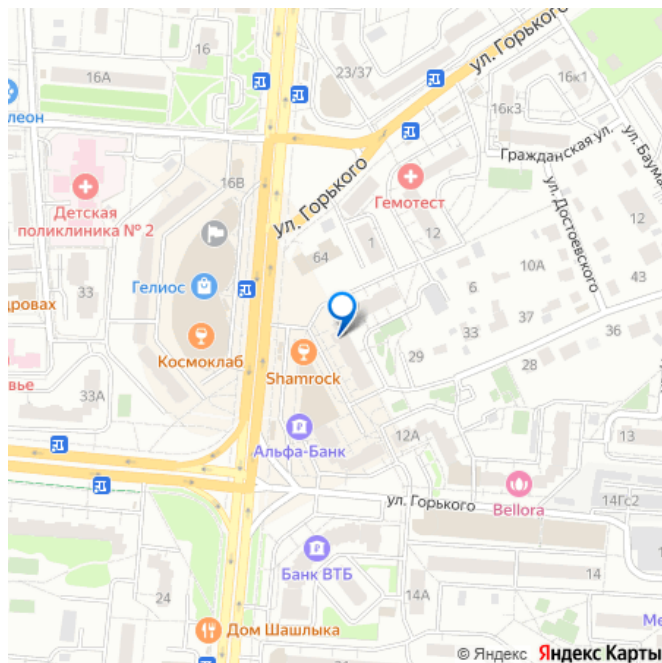 16
16А
23/37
ул. Горького
16к1
леон
16к3
ул. Баума
Гражданская ул.
16В
ул. Горького
Гемотест
ул. Достоевского
Детская
поликлиника № 2
12
12
1
64
10А
Гелиос
6
43
33
дровах
37
36
33
Космоклаб
29
28
Shamrock
вье
33А
Альфа-Банк
12А
13
Bellora
ул. Горького
14Гс2
Банк ВТБ
14
14А
24
Дом Шашлыка
Ме
© Яндекс Яндекс Карты